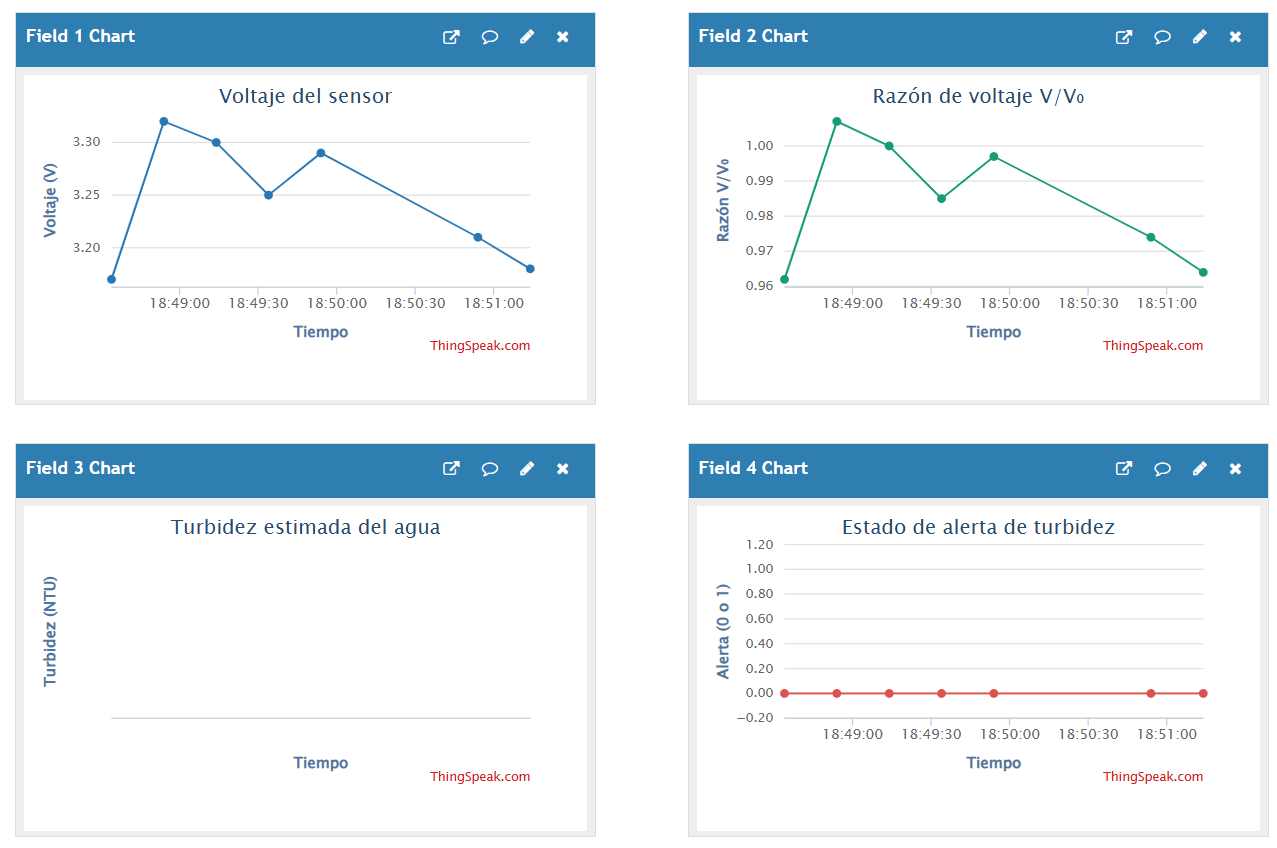 Field 1 Chart
Voltaje del sensor
Voltaje (V)
3.30
3.25
3.20
18:49:00 18:49:30 18:50:00 18:50:30 18:51:00
Tiempo
ThingSpeak.com
Field 2 Chart
Razón de voltaje V/V₀
Razón V/V₀
1.00
0.99
0.98
0.97
0.96
18:49:00 18:49:30 18:50:00 18:50:30 18:51:00
Tiempo
ThingSpeak.com
Field 3 Chart
Turbidez estimada del agua
Turbidez (NTU)
Tiempo
ThingSpeak.com
Field 4 Chart
Estado de alerta de turbidez
Alerta (0 o 1)
1.20
1.00
0.80
0.60
0.40
0.20
0.00
−0.20
18:49:00 18:49:30 18:50:00 18:50:30 18:51:00
Tiempo
ThingSpeak.com